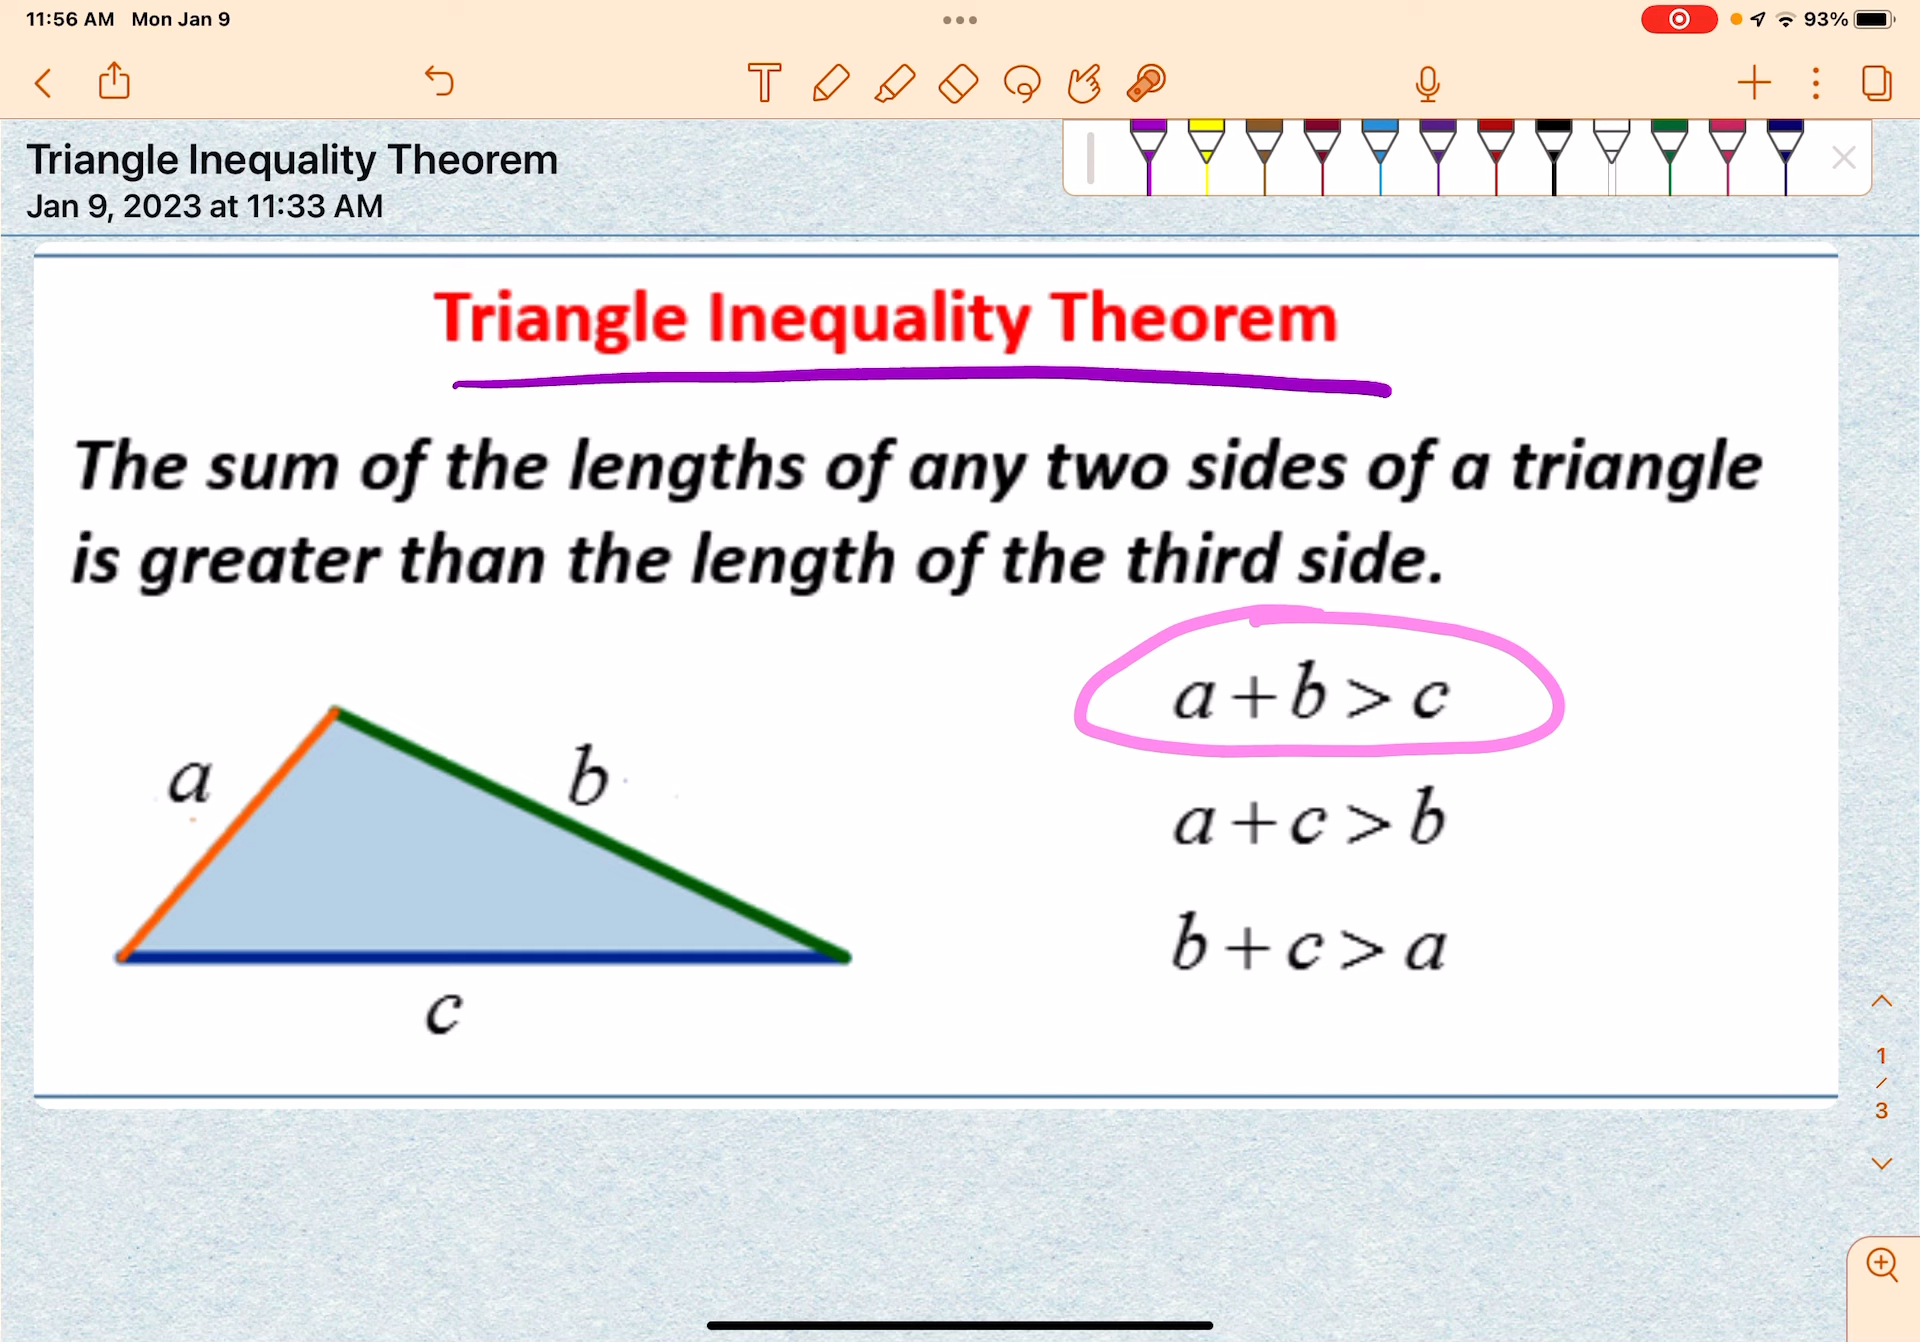 11:56 AM Mon Jan 9
93%
Triangle Inequality Theorem
Jan 9, 2023 at 11:33 AM
Triangle Inequality Theorem
The sum of the lengths of any two sides of a triangle
is greater than the length of the third side.
a + b > c
a
b
a + c > b
b + c > a
c
1
/
3